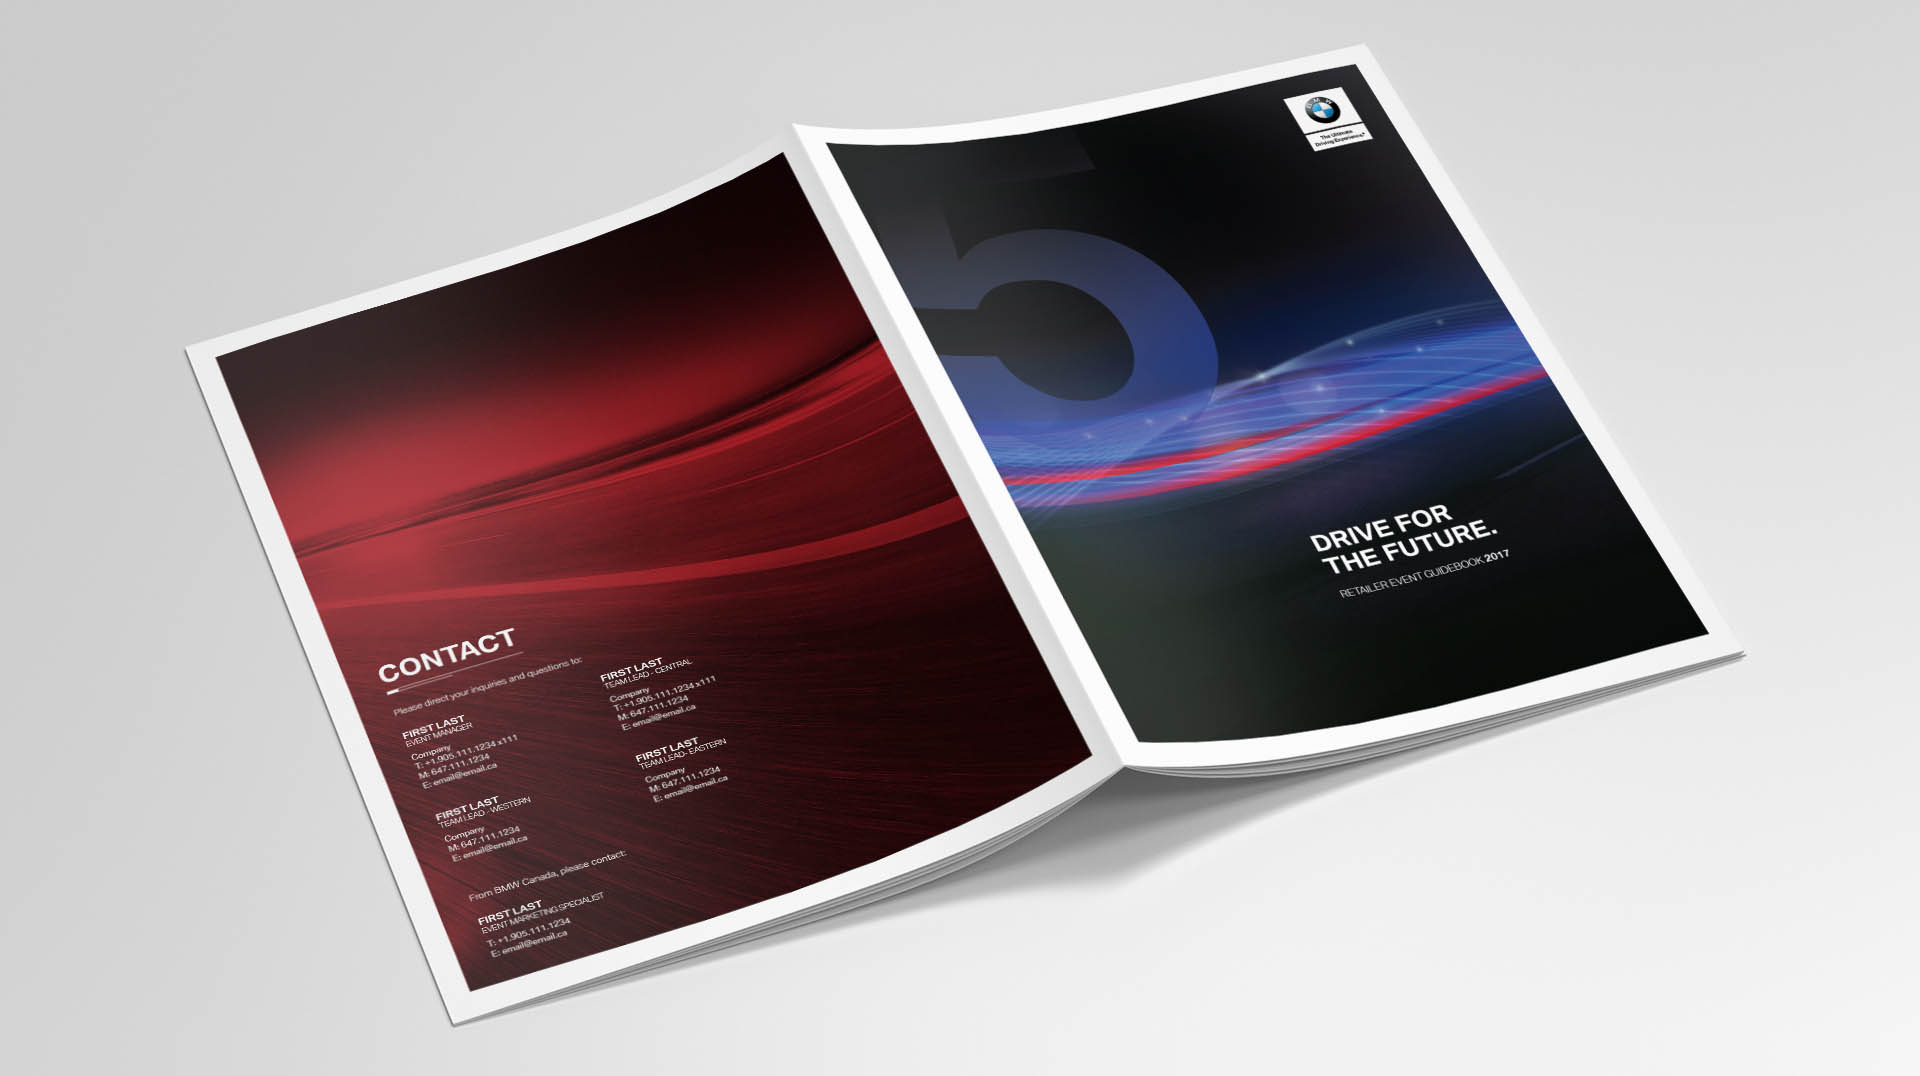 CONTACT
Please direct your inquiries and questions to:
FIRST LAST
EVENT MANAGER
Company
T: +1.905.111.1234 x111
M: 647.111.1234
E: email@email.ca
FIRST LAST
TEAM LEAD - WESTERN
Company
M: 647.111.1234
E: email@email.ca
FIRST LAST
TEAM LEAD - CENTRAL
Company
T: +1.905.111.1234 x111
M: 647.111.1234
E: email@email.ca
FIRST LAST
TEAM LEAD- EASTERN
Company
M: 647.111.1234
E: email@email.ca
From BMW Canada, please contact:
FIRST LAST
EVENT MARKETING SPECIALIST
T: +1.905.111.1234
E: email@email.ca
BMW
The Ultimate
Driving Experience.®
5
DRIVE FOR
THE FUTURE.
RETAILER EVENT GUIDEBOOK 2017